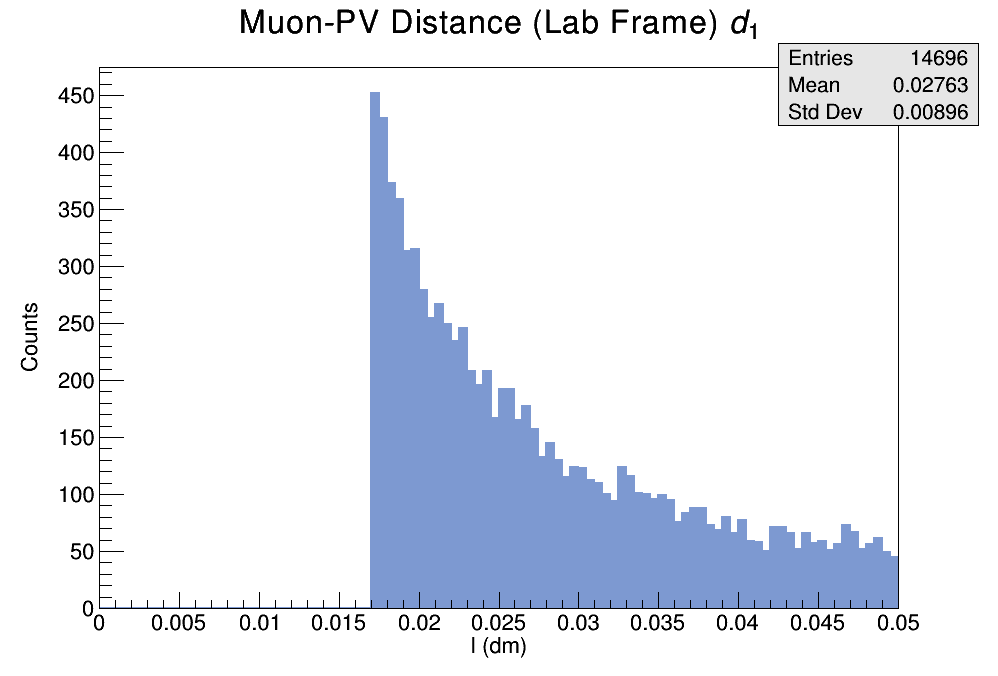 Muon-PV Distance (Lab Frame) d₁
Entries 14696
Mean 0.02763
Std Dev 0.00896
450
400
350
300
250
200
150
100
50
0
Counts
0 0.005 0.01 0.015 0.02 0.025 0.03 0.035 0.04 0.045 0.05
l (dm)